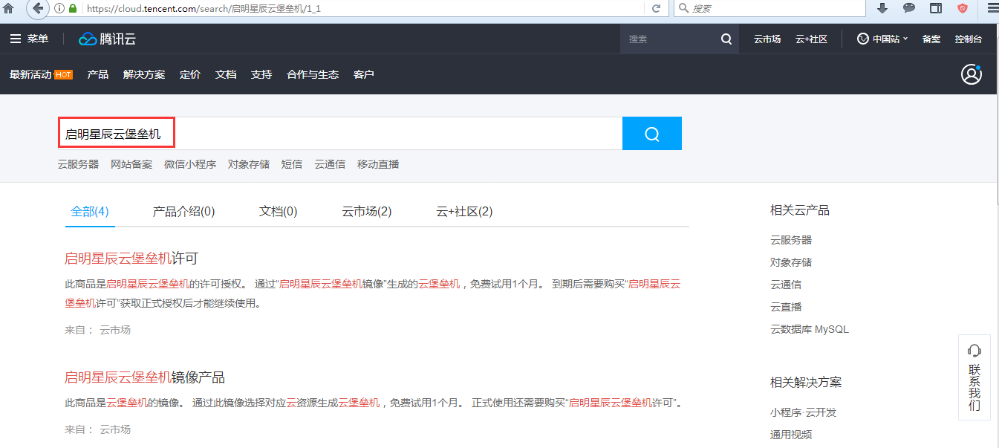 https://cloud.tencent.com/search/启明星辰云堡垒机/1_1
搜索
菜单
腾讯云
搜索
云市场 云+社区 中国站 备案 控制台
最新活动 HOT 产品 解决方案 定价 文档 支持 合作与生态 客户
启明星辰云堡垒机
云服务器 网站备案 微信小程序 对象存储 短信 云通信 移动直播
全部(4) 产品介绍(0) 文档(0) 云市场(2) 云+社区(2)
启明星辰云堡垒机许可
此商品是启明星辰云堡垒机的许可授权。 通过“启明星辰云堡垒机镜像”生成的云堡垒机，免费试用1个月。 到期后需要购买“启明星辰云
堡垒机许可”获取正式授权后才能继续使用。
来自： 云市场
启明星辰云堡垒机镜像产品
此商品是云堡垒机的镜像。 通过此镜像选择对应云资源生成云堡垒机，免费试用1个月。 正式使用还需要购买“启明星辰云堡垒机许可”。
来自： 云市场
相关云产品
云服务器
对象存储
云通信
云直播
云数据库 MySQL
相关解决方案
小程序·云开发
通用视频
联系我们